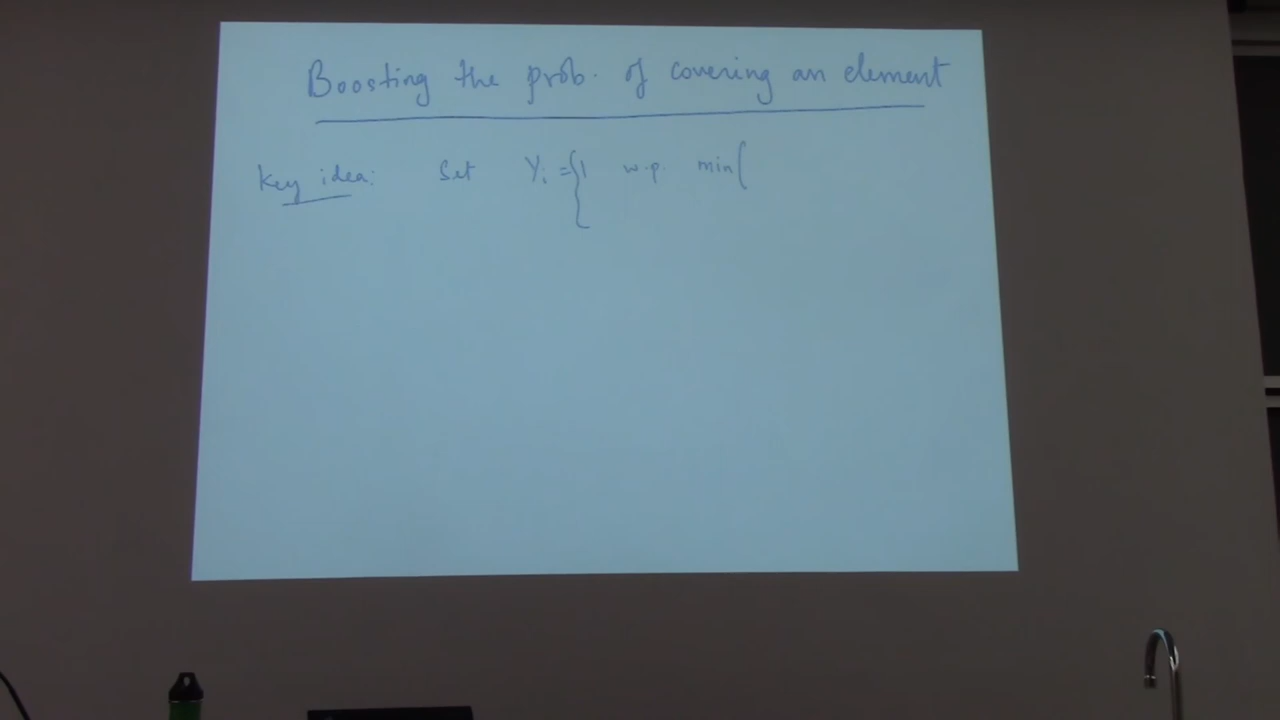 Boosting the prob. of covering an element
Key idea: Set Yi = { 1 w.p. min(